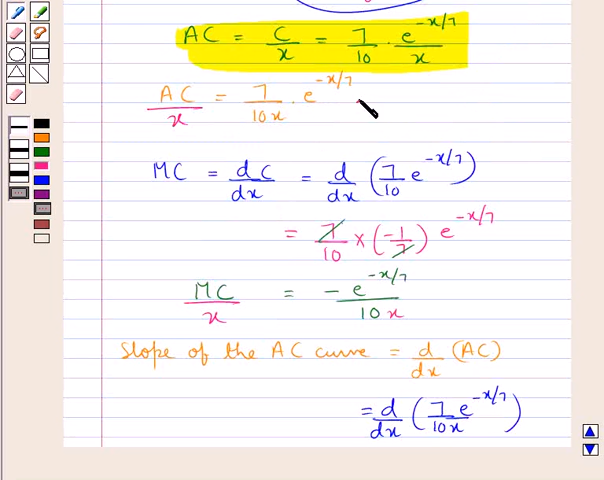 AC = C/x = 7/10 · e^(-x/7)/x
AC/x = 7/10x · e^(-x/7)
MC = dC/dx = d/dx (7/10 e^(-x/7))
= 7/10 × (-1/7) e^(-x/7)
MC/x = -e^(-x/7)/10x
Slope of the AC curve = d/dx (AC)
= d/dx (7/10x e^(-x/7))